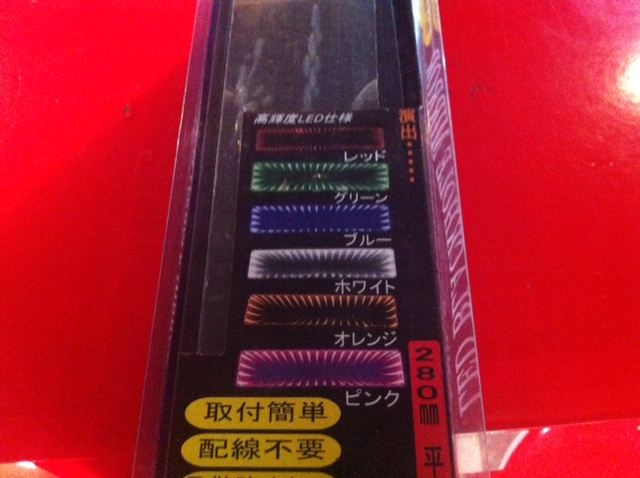 高輝度LED仕様
演出・・・・・
レッド
グリーン
ブルー
ホワイト
オレンジ
ピンク
280mm 平
取付簡単
配線不要